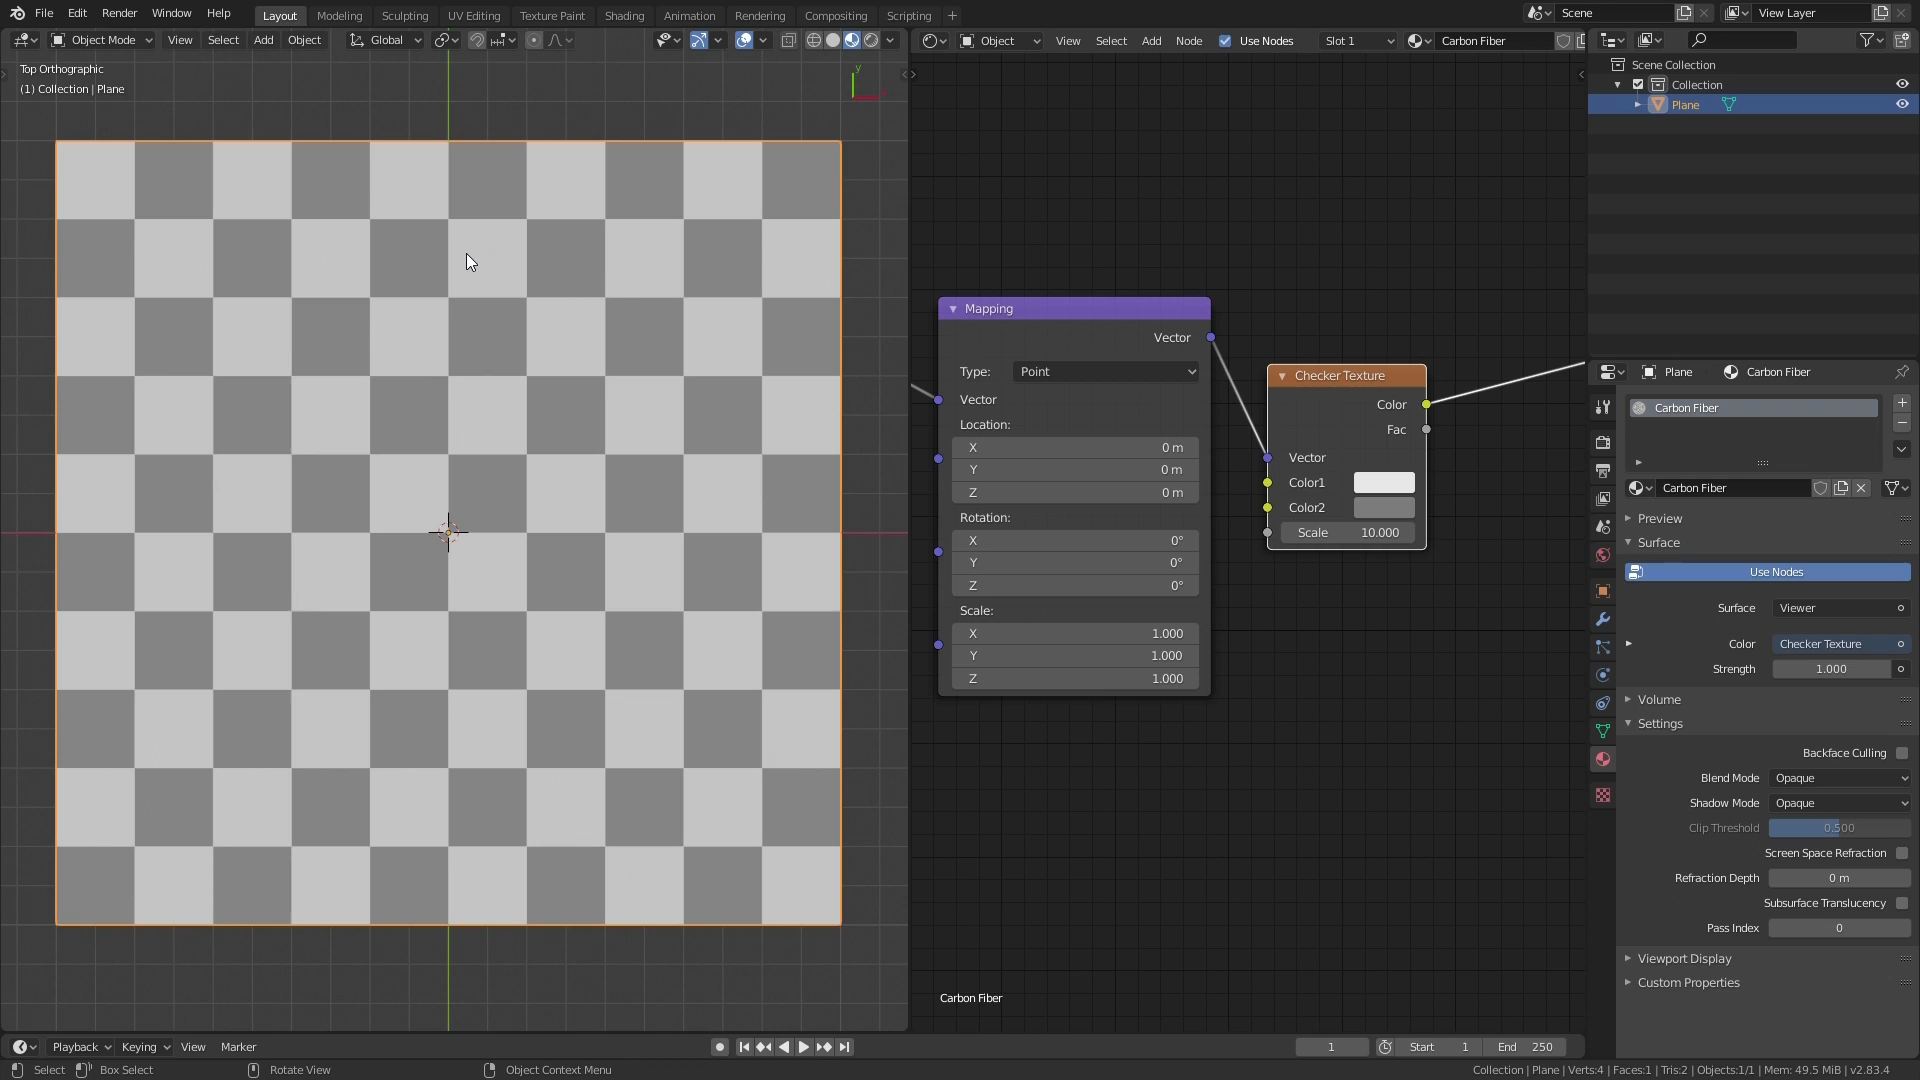 File Edit Render Window Help Layout Modeling Sculpting UV Editing Texture Paint Shading Animation Rendering Compositing Scripting + Scene View Layer
Object Mode View Select Add Object Global
Object View Select Add Node Use Nodes Slot 1 Carbon Fiber
Top Orthographic
(1) Collection | Plane
y
Mapping
Vector
Type: Point
Vector
Location:
X 0 m
Y 0 m
Z 0 m
Rotation:
X 0°
Y 0°
Z 0°
Scale:
X 1.000
Y 1.000
Z 1.000
Checker Texture
Color
Fac
Vector
Color1
Color2
Scale 10.000
Carbon Fiber
Scene Collection
Collection
Plane
Plane Carbon Fiber
Carbon Fiber
Carbon Fiber
Preview
Surface
Use Nodes
Surface Viewer
Color Checker Texture
Strength 1.000
Volume
Settings
Backface Culling
Blend Mode Opaque
Shadow Mode Opaque
Clip Threshold 0.500
Screen Space Refraction
Refraction Depth 0 m
Subsurface Translucency
Pass Index 0
Viewport Display
Custom Properties
Playback Keying View Marker 1 Start 1 End 250
Select Box Select Rotate View Object Context Menu Collection | Plane | Verts:4 | Faces:1 | Tris:2 | Objects:1/1 | Mem: 49.5 MiB | v2.83.4